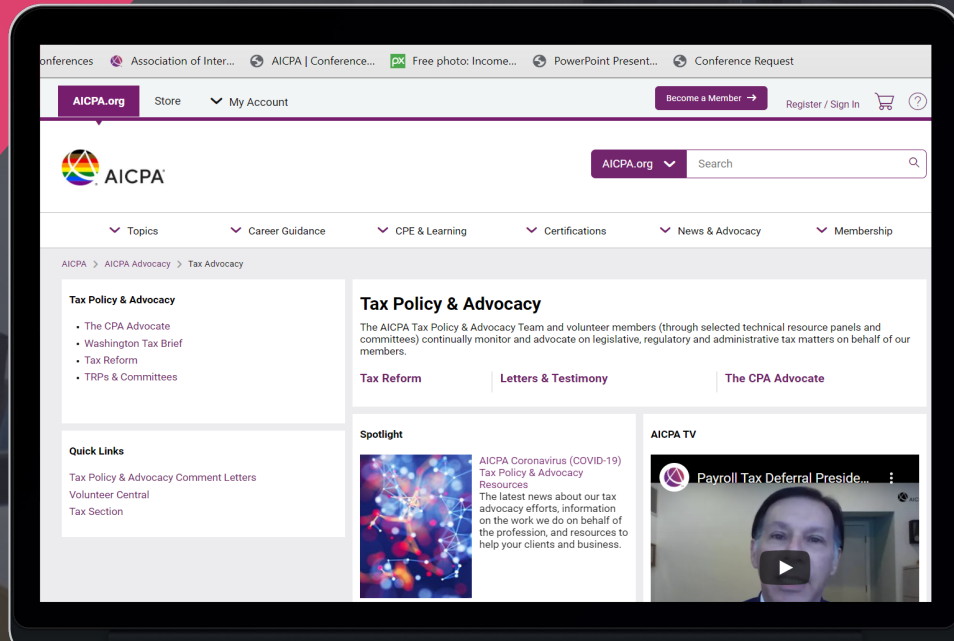 onferences Association of Inter... AICPA | Conference... px Free photo: Income... PowerPoint Present... Conference Request
AICPA.org Store My Account Become a Member → Register / Sign In ?
AICPA
AICPA.org Search
Topics Career Guidance CPE & Learning Certifications News & Advocacy Membership
AICPA > AICPA Advocacy > Tax Advocacy
Tax Policy & Advocacy
• The CPA Advocate
• Washington Tax Brief
• Tax Reform
• TRPs & Committees
Quick Links
Tax Policy & Advocacy Comment Letters
Volunteer Central
Tax Section
Tax Policy & Advocacy
The AICPA Tax Policy & Advocacy Team and volunteer members (through selected technical resource panels and
committees) continually monitor and advocate on legislative, regulatory and administrative tax matters on behalf of our
members.
Tax Reform Letters & Testimony The CPA Advocate
Spotlight
AICPA Coronavirus (COVID-19)
Tax Policy & Advocacy
Resources
The latest news about our tax
advocacy efforts, information
on the work we do on behalf of
the profession, and resources to
help your clients and business.
AICPA TV
Payroll Tax Deferral Preside...